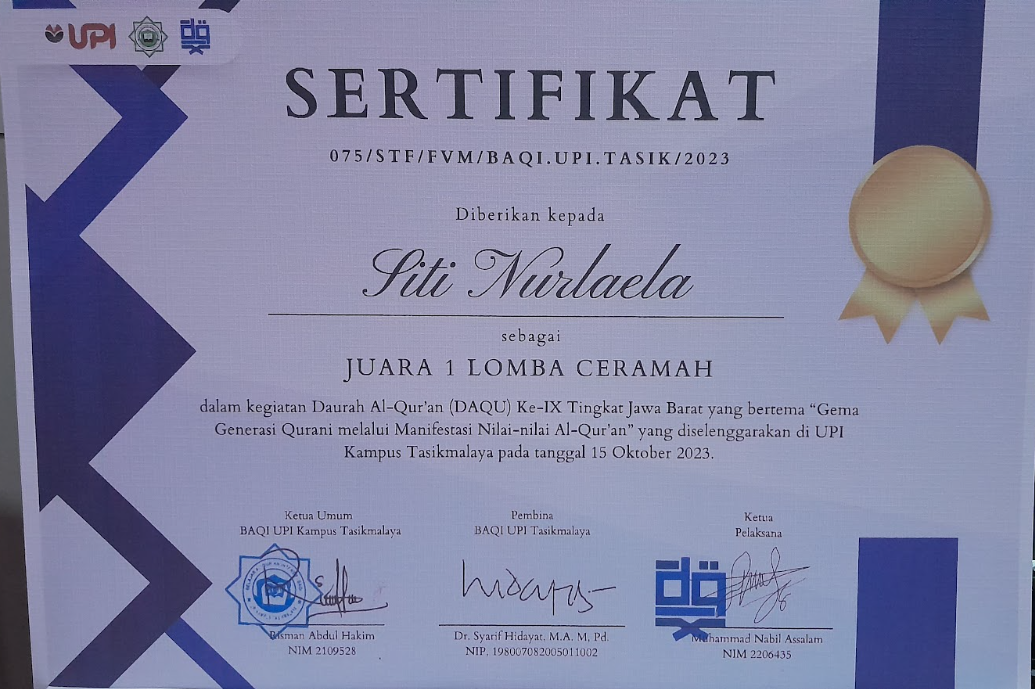 UPI
SERTIFIKAT
075/STF/FVM/BAQI.UPI.TASIK/2023
Diberikan kepada
Siti Nurlaela
sebagai
JUARA 1 LOMBA CERAMAH
dalam kegiatan Daurah Al-Qur'an (DAQU) Ke-IX Tingkat Jawa Barat yang bertema "Gema
Generasi Qurani melalui Manifestasi Nilai-nilai Al-Qur'an" yang diselenggarakan di UPI
Kampus Tasikmalaya pada tanggal 15 Oktober 2023.
Ketua Umum
BAQI UPI Kampus Tasikmalaya
Risman Abdul Hakim
NIM 2109528
Pembina
BAQI UPI Tasikmalaya
Dr. Syarif Hidayat, M.A. M, Pd.
NIP. 198007082005011002
Ketua
Pelaksana
Muhammad Nabil Assalam
NIM 2206435